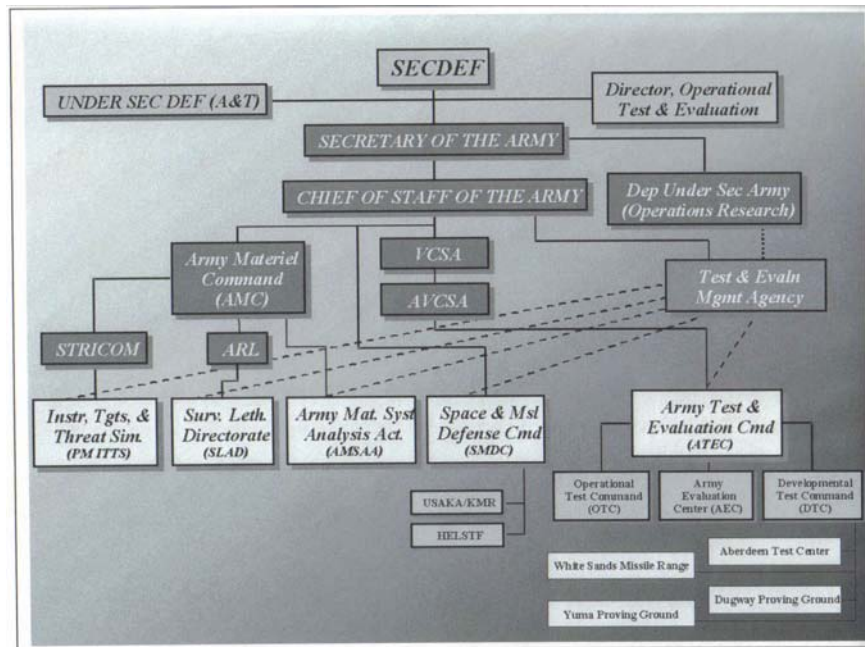 SECDEF
UNDER SEC DEF (A&T)
Director, Operational
Test & Evaluation
SECRETARY OF THE ARMY
CHIEF OF STAFF OF THE ARMY
Dep Under Sec Army
(Operations Research)
Army Materiel
Command
(AMC)
VCSA
AVCSA
Test & Evaln
Mgmt Agency
STRICOM
ARL
Instr, Tgts, &
Threat Sim.
(PM ITTS)
Surv. Leth.
Directorate
(SLAD)
Army Mat. Syst
Analysis Act.
(AMSAA)
Space & Msl
Defense Cmd
(SMDC)
Army Test &
Evaluation Cmd
(ATEC)
USAKA/KMR
HELSTF
Operational
Test Command
(OTC)
Army
Evaluation
Center (AEC)
Developmental
Test Command
(DTC)
White Sands Missile Range
Aberdeen Test Center
Yuma Proving Ground
Dugway Proving Ground